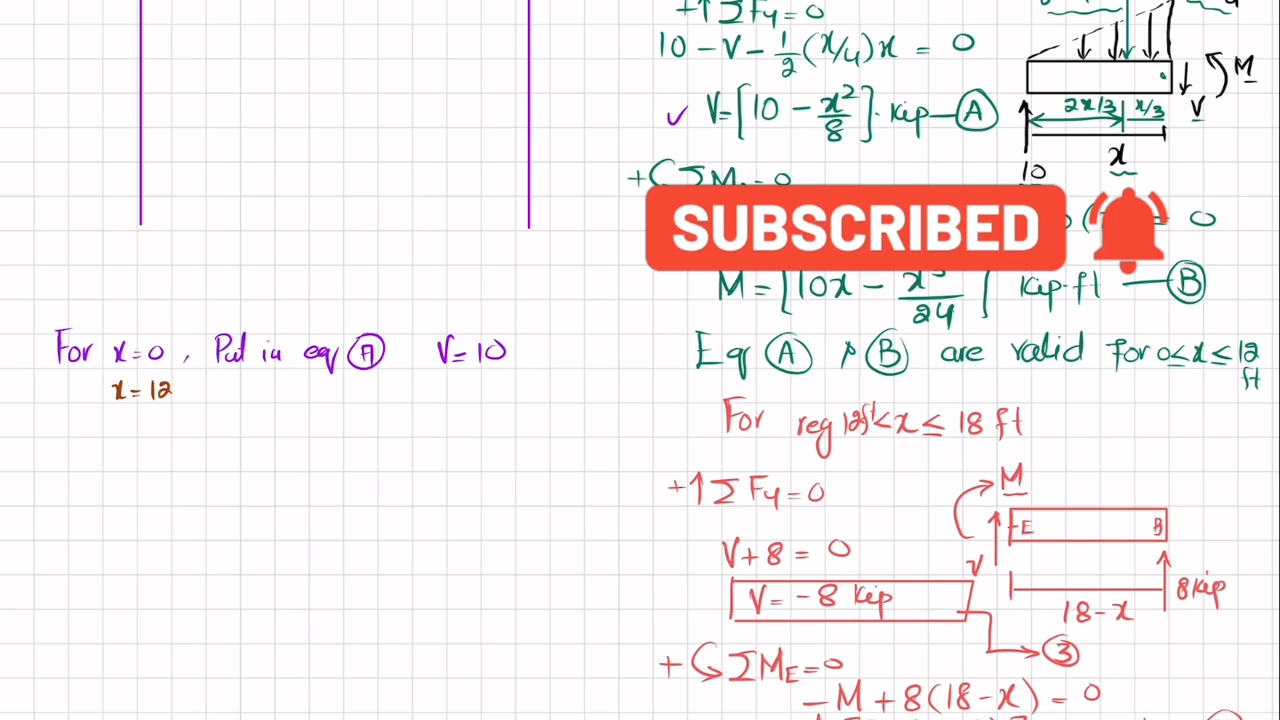 +↑ΣFy=0
10 - V - 1/2 (x/4)x = 0
✓ V=[10 - x²/8] kip — (A)
M
V
2x/3 x/3
x
10
= 0
SUBSCRIBED
M = [10x - x³/24] kip·ft — (B)
For x=0, Put in eq (A) V=10
x=12
Eq (A) & (B) are valid for 0≤x≤12 ft
For reg 12ft<x≤18 ft
+↑ΣFy=0
V+8 = 0
V= -8 kip
3
M
E B
V
8 kip
18-x
+↺ΣM_E=0
-M + 8(18-x) = 0